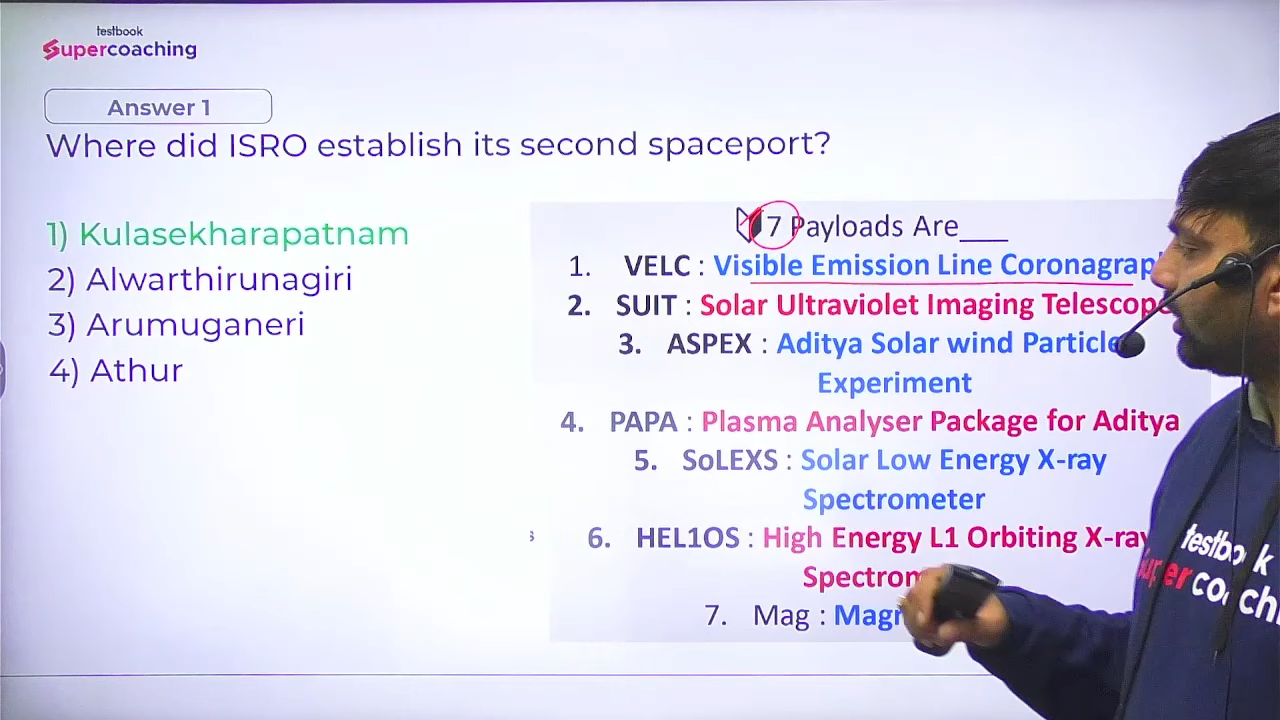 testbook
Supercoaching
Answer 1
Where did ISRO establish its second spaceport?
1) Kulasekharapatnam
2) Alwarthirunagiri
3) Arumuganeri
4) Athur
7 Payloads Are___
1. VELC : Visible Emission Line Coronagrap
2. SUIT : Solar Ultraviolet Imaging Telescope
3. ASPEX : Aditya Solar wind Particle
Experiment
4. PAPA : Plasma Analyser Package for Aditya
5. SoLEXS : Solar Low Energy X-ray
Spectrometer
6. HEL1OS : High Energy L1 Orbiting X-ray
Spectrom
7. Mag : Magn
testbook
Supercoachi